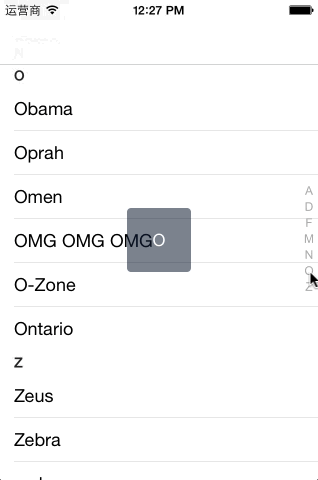 运营商 12:27 PM
O
Obama
Oprah
Omen
OMG OMG OMG
O
O-Zone
Ontario
Z
Zeus
Zebra
A
D
F
M
N
O
Z